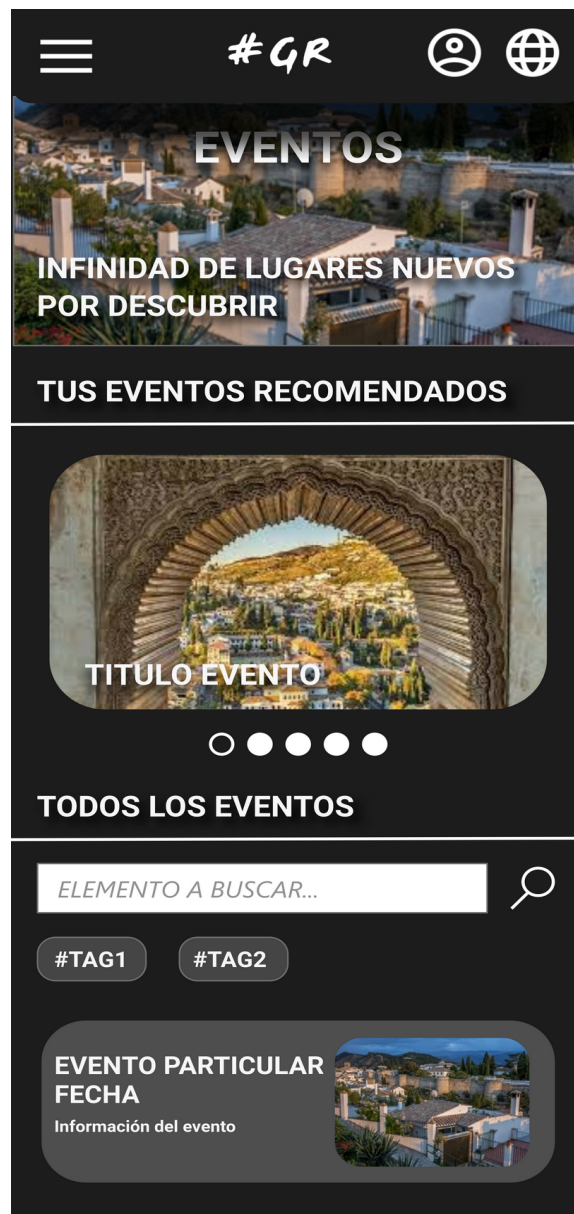 #GR
EVENTOS
INFINIDAD DE LUGARES NUEVOS
POR DESCUBRIR
TUS EVENTOS RECOMENDADOS
TITULO EVENTO
TODOS LOS EVENTOS
ELEMENTO A BUSCAR...
#TAG1 #TAG2
EVENTO PARTICULAR
FECHA
Información del evento